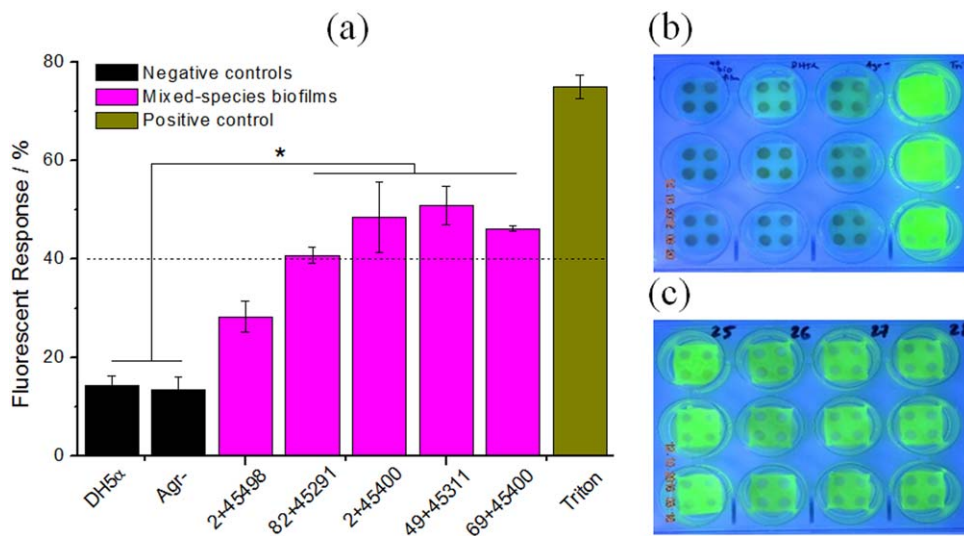 (a)
Fluorescent Response / %
80
60
40
20
0
Negative controls
Mixed-species biofilms
Positive control
*
DH5α
Agr-
2+45498
82+45291
2+45400
49+45311
69+45400
Triton
(b)
DH5α
Agr-
(c)
25
26
27